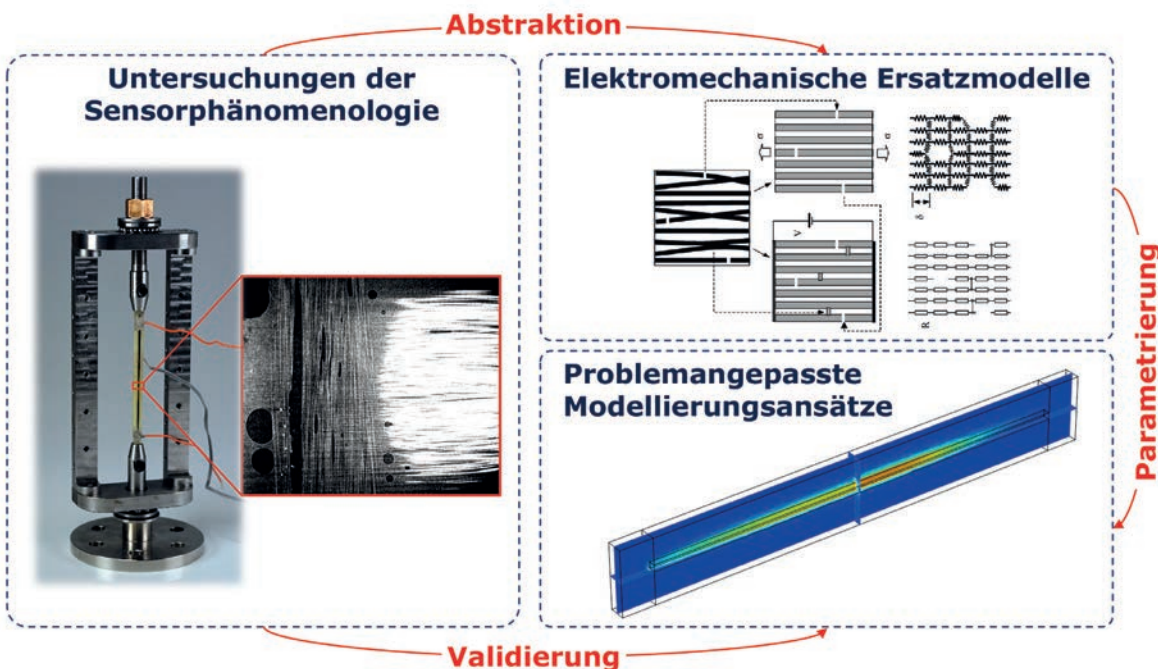 Abstraktion
Untersuchungen der
Sensorphänomenologie
Elektromechanische Ersatzmodelle
σ
σ
V
δ
R
Parametrierung
Problemangepasste
Modellierungsansätze
Validierung